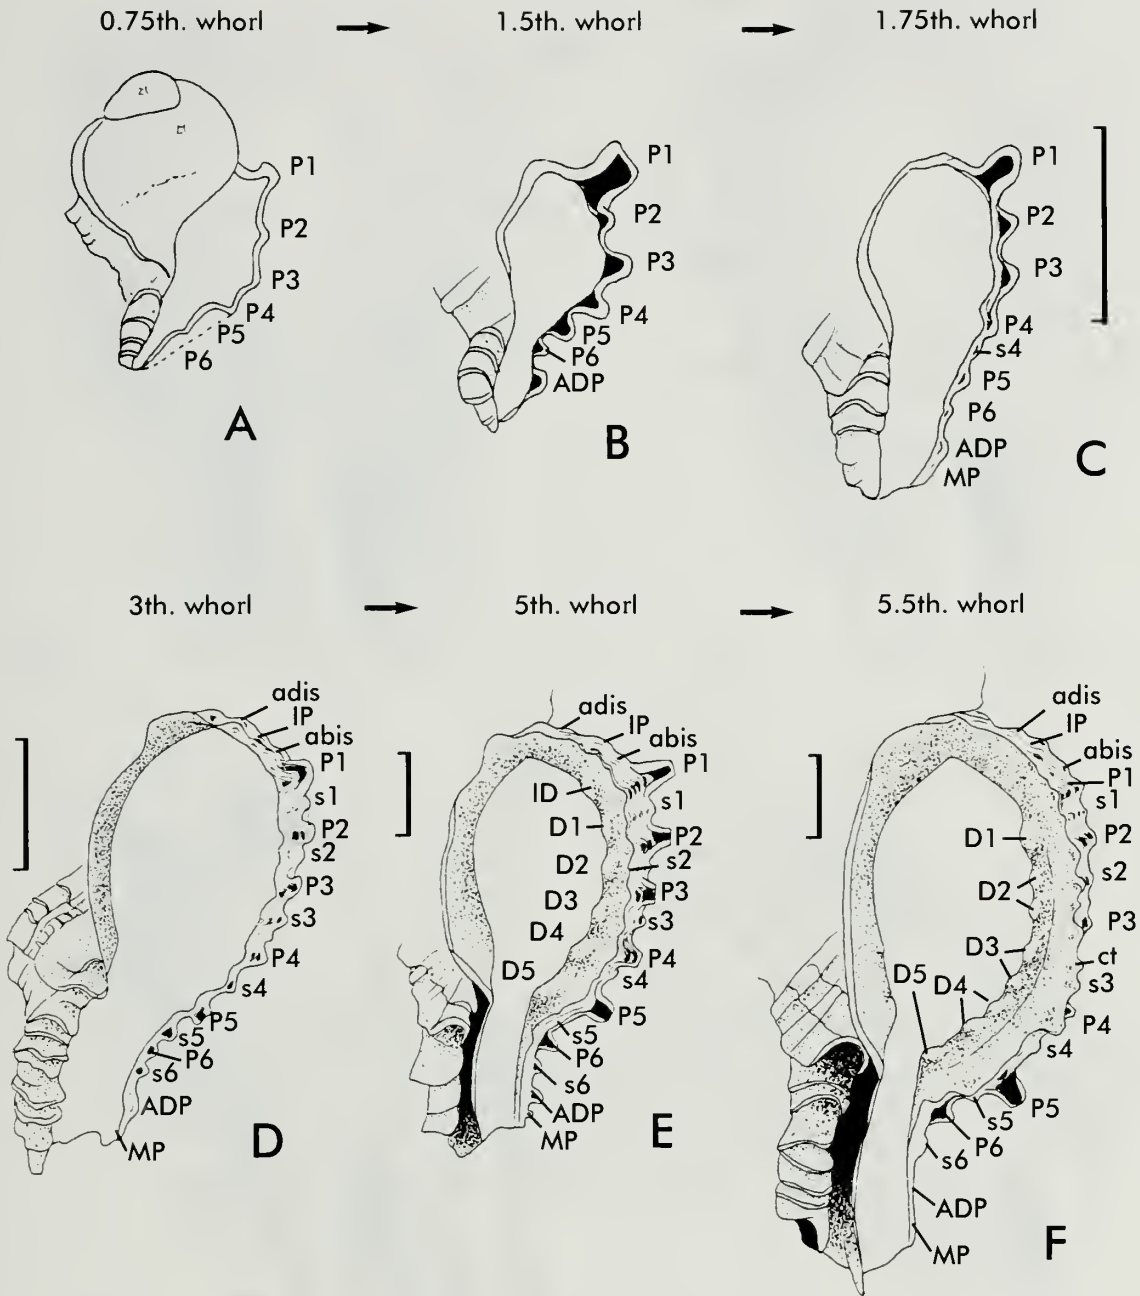 0.75th. whorl
1.5th. whorl
1.75th. whorl
P1
P2
P3
P4
P5
P6
A
P1
P2
P3
P4
P5
P6
ADP
B
P1
P2
P3
P4
s4
P5
P6
ADP
MP
C
3th. whorl
5th. whorl
5.5th. whorl
adis
IP
abis
P1
s1
P2
s2
P3
s3
P4
s4
P5
s5
P6
s6
ADP
MP
D
adis
IP
abis
P1
s1
P2
s2
P3
s3
P4
s4
P5
s5
P6
s6
ADP
MP
ID
D1
D2
D3
D4
D5
E
adis
IP
abis
P1
s1
P2
s2
P3
ct
s3
P4
s4
P5
s5
P6
s6
ADP
MP
D1
D2
D3
D4
D5
F